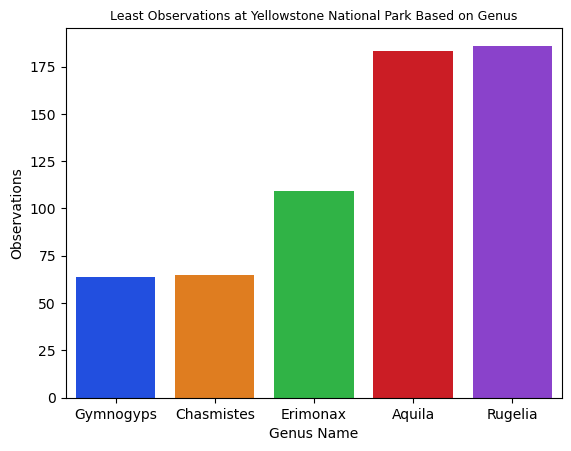 Least Observations at Yellowstone National Park Based on Genus
Observations
175
150
125
100
75
50
25
0
Gymnogyps Chasmistes Erimonax Aquila Rugelia
Genus Name